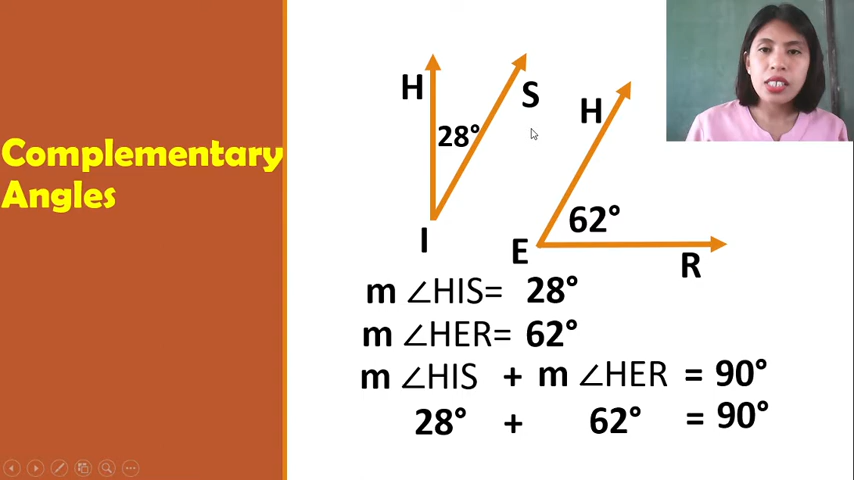 Complementary
Angles
H
S
28°
I
H
62°
E
R
m ∠HIS= 28°
m ∠HER= 62°
m ∠HIS + m ∠HER = 90°
28° + 62° = 90°